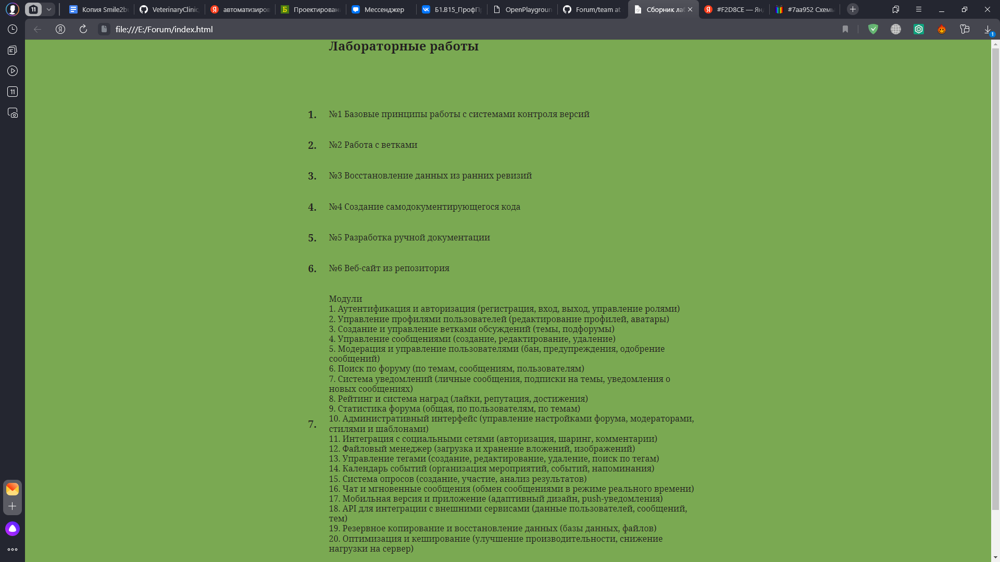 11
Копия Smile2bu
VeterinaryClinic
автоматизиров
Проектирован
Мессенджер
Б1.В15_ПрофП
OpenPlaygroun
Forum/team at
Сборник ла
#F2D8CE — Ян
#7aa952 Схемы
file:///E:/Forum/index.html
1
11
Лабораторные работы
1. №1 Базовые принципы работы с системами контроля версий
2. №2 Работа с ветками
3. №3 Восстановление данных из ранних ревизий
4. №4 Создание самодокументирующегося кода
5. №5 Разработка ручной документации
6. №6 Веб-сайт из репозитория
7.
Модули
1. Аутентификация и авторизация (регистрация, вход, выход, управление ролями)
2. Управление профилями пользователей (редактирование профилей, аватары)
3. Создание и управление ветками обсуждений (темы, подфорумы)
4. Управление сообщениями (создание, редактирование, удаление)
5. Модерация и управление пользователями (бан, предупреждения, одобрение
сообщений)
6. Поиск по форуму (по темам, сообщениям, пользователям)
7. Система уведомлений (личные сообщения, подписки на темы, уведомления о
новых сообщениях)
8. Рейтинг и система наград (лайки, репутация, достижения)
9. Статистика форума (общая, по пользователям, по темам)
10. Административный интерфейс (управление настройками форума, модераторами,
стилями и шаблонами)
11. Интеграция с социальными сетями (авторизация, шаринг, комментарии)
12. Файловый менеджер (загрузка и хранение вложений, изображений)
13. Управление тегами (создание, редактирование, удаление, поиск по тегам)
14. Календарь событий (организация мероприятий, событий, напоминания)
15. Система опросов (создание, участие, анализ результатов)
16. Чат и мгновенные сообщения (обмен сообщениями в режиме реального времени)
17. Мобильная версия и приложение (адаптивный дизайн, push-уведомления)
18. API для интеграции с внешними сервисами (данные пользователей, сообщений,
тем)
19. Резервное копирование и восстановление данных (базы данных, файлов)
20. Оптимизация и кеширование (улучшение производительности, снижение
нагрузки на сервер)